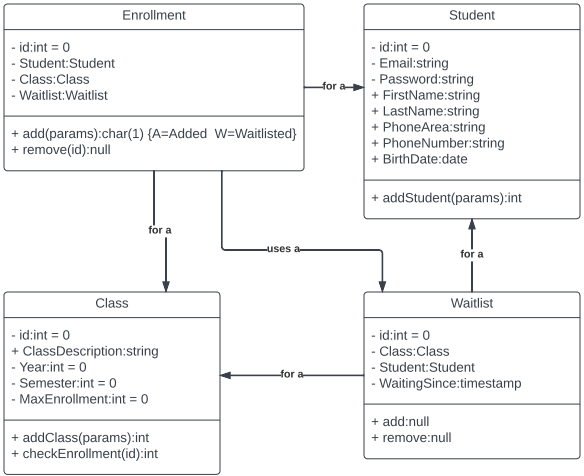 Enrollment
- id:int = 0
- Student:Student
- Class:Class
- Waitlist:Waitlist
+ add(params):char(1) {A=Added  W=Waitlisted}
+ remove(id):null
for a
Student
- id:int = 0
- Email:string
- Password:string
+ FirstName:string
+ LastName:string
+ PhoneArea:string
+ PhoneNumber:string
+ BirthDate:date
+ addStudent(params):int
for a
uses a
for a
Class
- id:int = 0
+ ClassDescription:string
- Year:int = 0
- Semester:int = 0
- MaxEnrollment:int = 0
+ addClass(params):int
+ checkEnrollment(id):int
for a
Waitlist
- id:int = 0
- Class:Class
- Student:Student
- WaitingSince:timestamp
+ add:null
+ remove:null